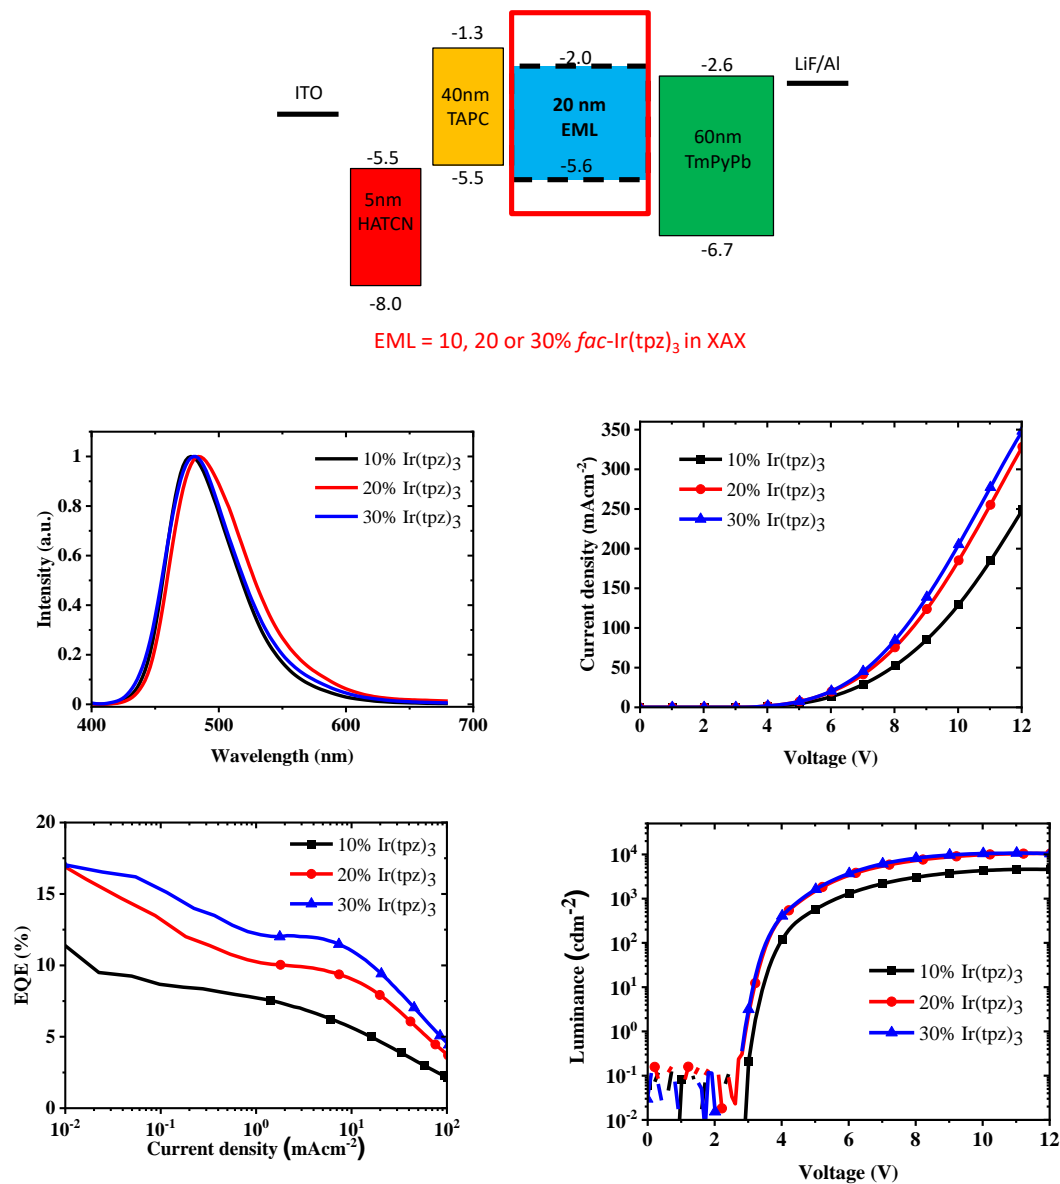 -1.3
-2.0
-2.6
LiF/Al
ITO
40nm
TAPC
20 nm
EML
60nm
TmPyPb
-5.5
-5.5
-5.6
5nm
HATCN
-6.7
-8.0
EML = 10, 20 or 30% fac-Ir(tpz)3 in XAX
1
0.8
0.6
0.4
0.2
0
400
500
600
700
Intensity (a.u.)
Wavelength (nm)
10% Ir(tpz)3
20% Ir(tpz)3
30% Ir(tpz)3
350
300
250
200
150
100
50
0
0
2
4
6
8
10
12
Current density (mAcm-2)
Voltage (V)
10% Ir(tpz)3
20% Ir(tpz)3
30% Ir(tpz)3
20
15
10
5
0
10-2
10-1
100
101
102
EQE (%)
Current density (mAcm-2)
10% Ir(tpz)3
20% Ir(tpz)3
30% Ir(tpz)3
104
103
102
101
100
10-1
10-2
0
2
4
6
8
10
12
Luminance (cdm-2)
Voltage (V)
10% Ir(tpz)3
20% Ir(tpz)3
30% Ir(tpz)3